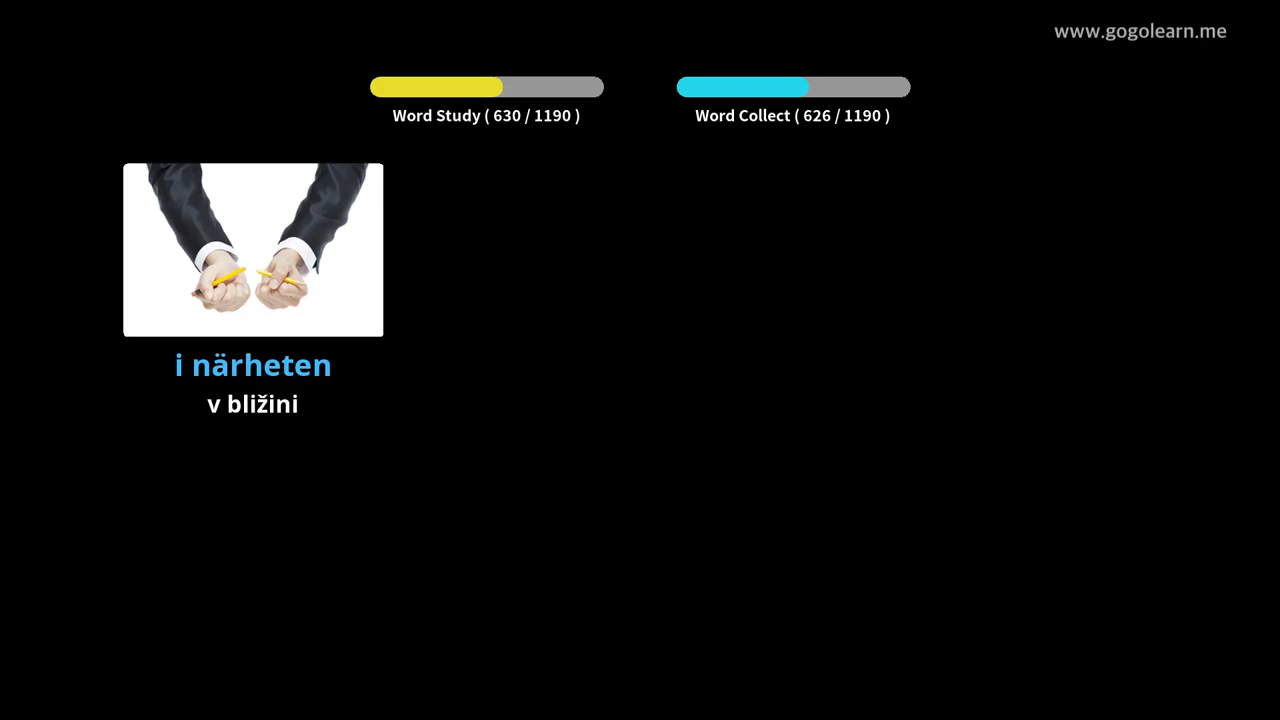 www.gogolearn.me
Word Study ( 630 / 1190 )
Word Collect ( 626 / 1190 )
i närheten
v bližini